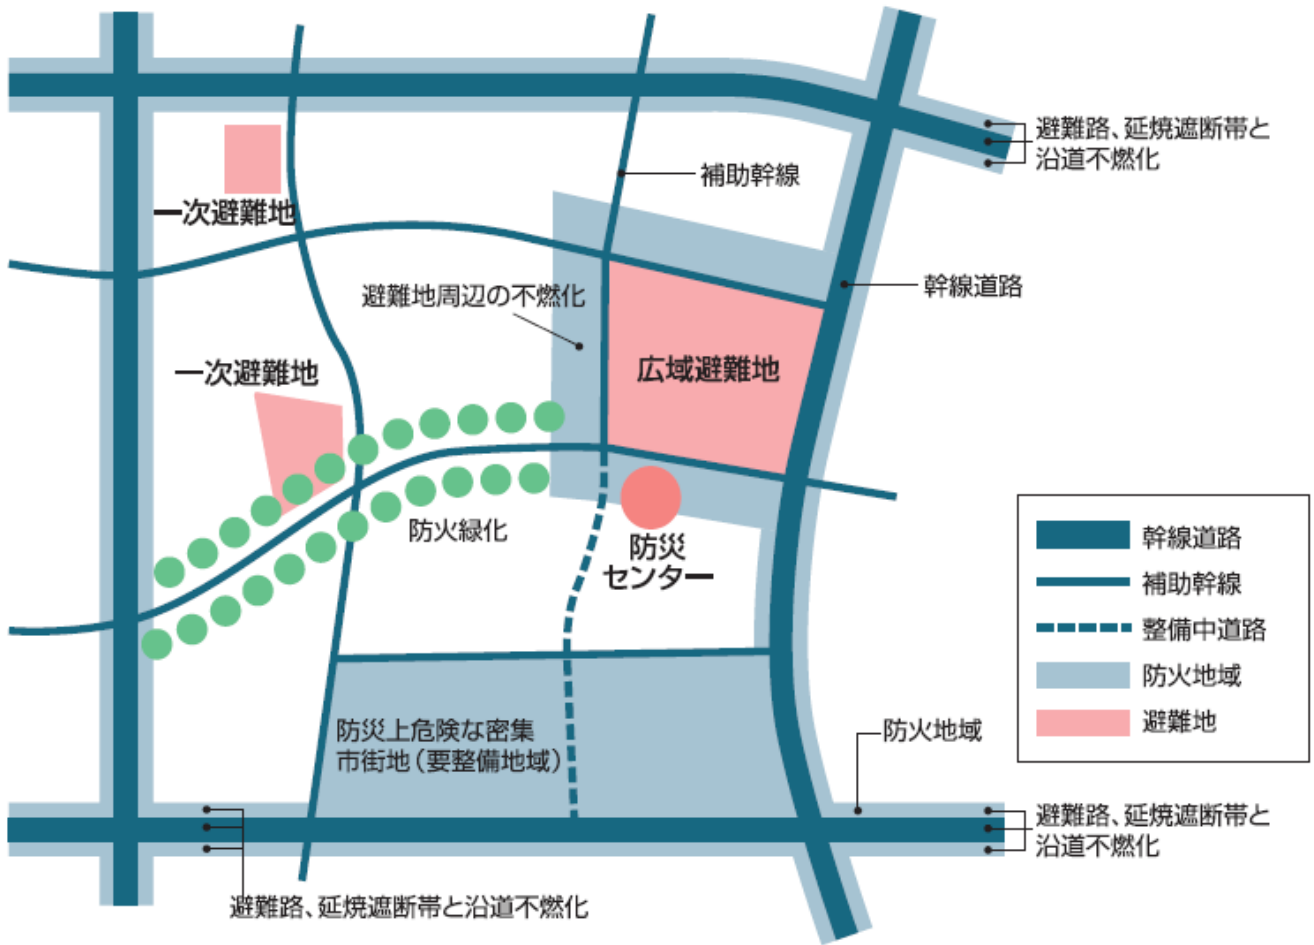 避難路、延焼遮断帯と
沿道不燃化
補助幹線
一次避難地
幹線道路
避難地周辺の不燃化
広域避難地
一次避難地
防火緑化
防災
センター
幹線道路
補助幹線
整備中道路
防火地域
避難地
防災上危険な密集
市街地(要整備地域)
防火地域
避難路、延焼遮断帯と
沿道不燃化
避難路、延焼遮断帯と沿道不燃化